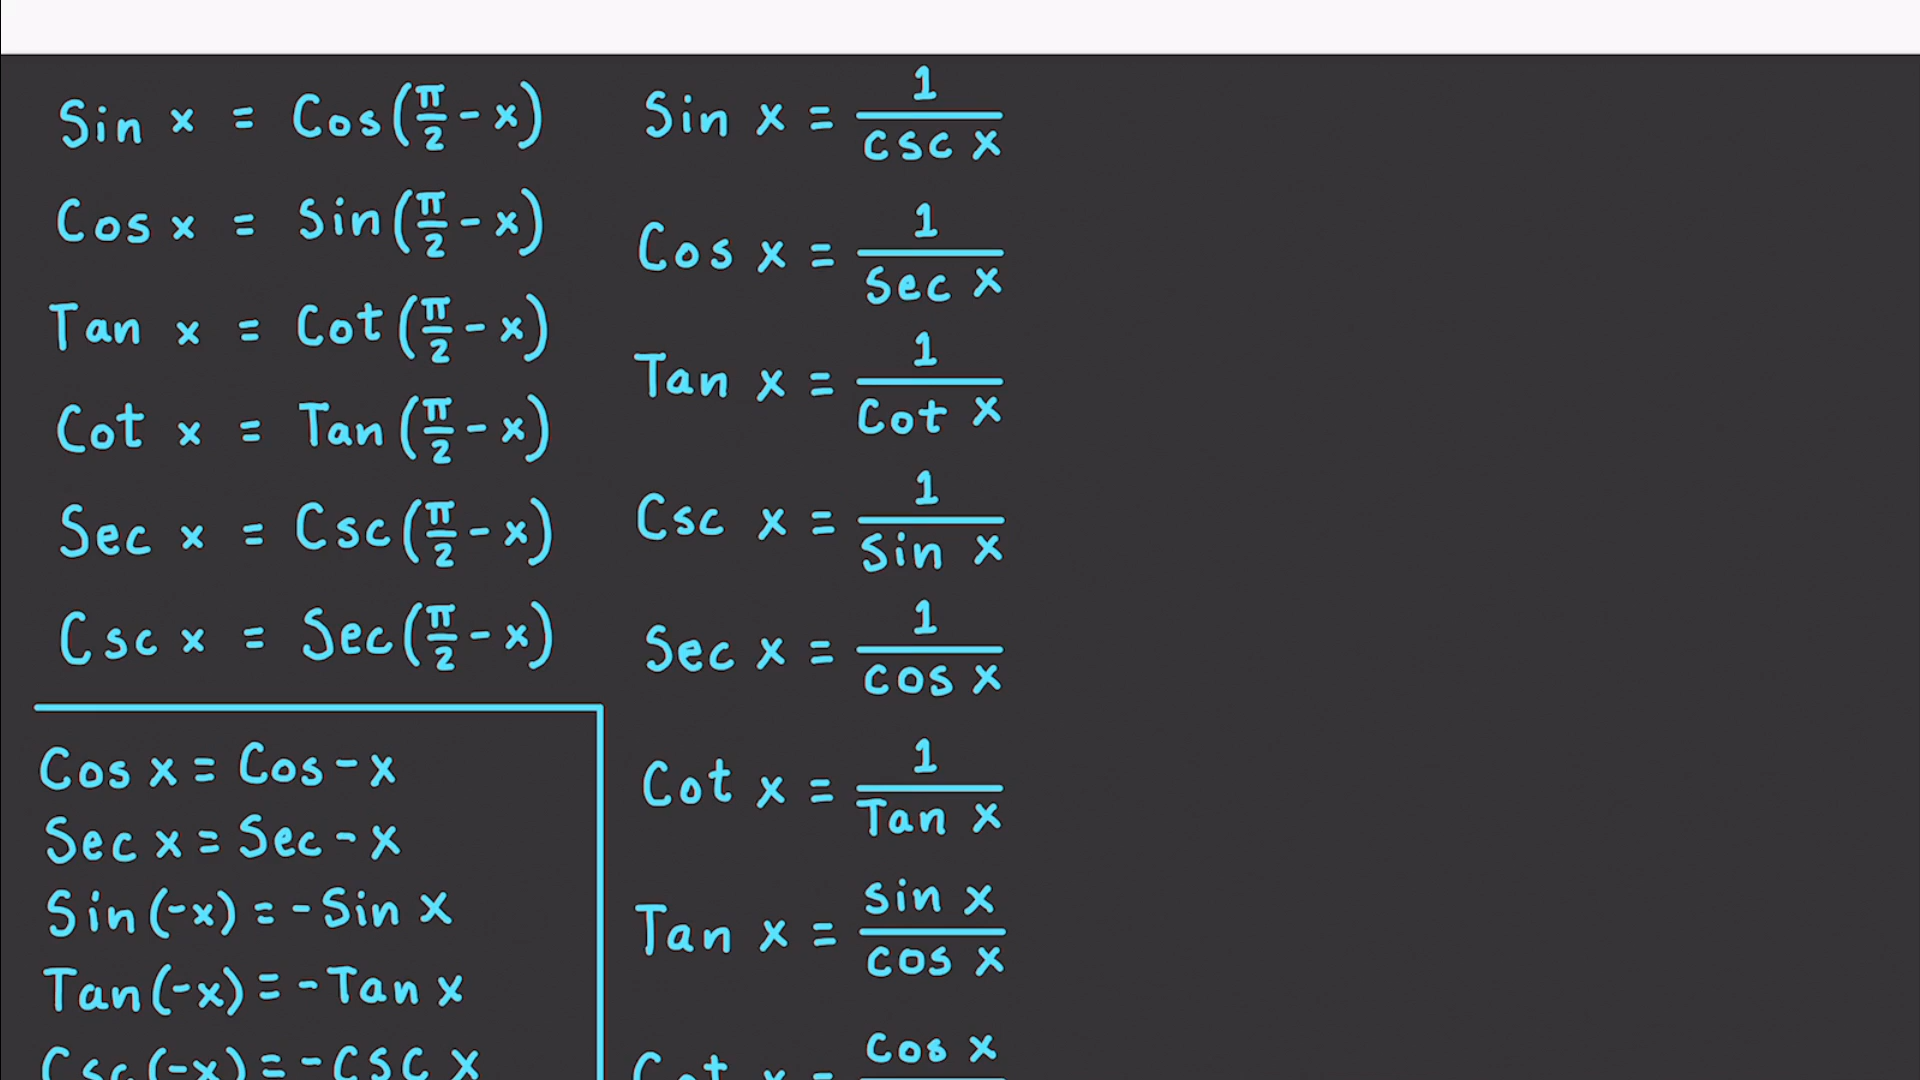 Sin x = Cos(π/2 - x)
Cos x = Sin(π/2 - x)
Tan x = Cot(π/2 - x)
Cot x = Tan(π/2 - x)
Sec x = Csc(π/2 - x)
Csc x = Sec(π/2 - x)
Cos x = Cos - x
Sec x = Sec - x
Sin(-x) = - Sin x
Tan(-x) = - Tan x
Csc(-x) = - CSC x
Sin x = 1/csc x
Cos x = 1/Sec x
Tan x = 1/Cot x
Csc x = 1/Sin x
Sec x = 1/cos x
Cot x = 1/Tan x
Tan x = sin x/cos x
Cot x = cos x